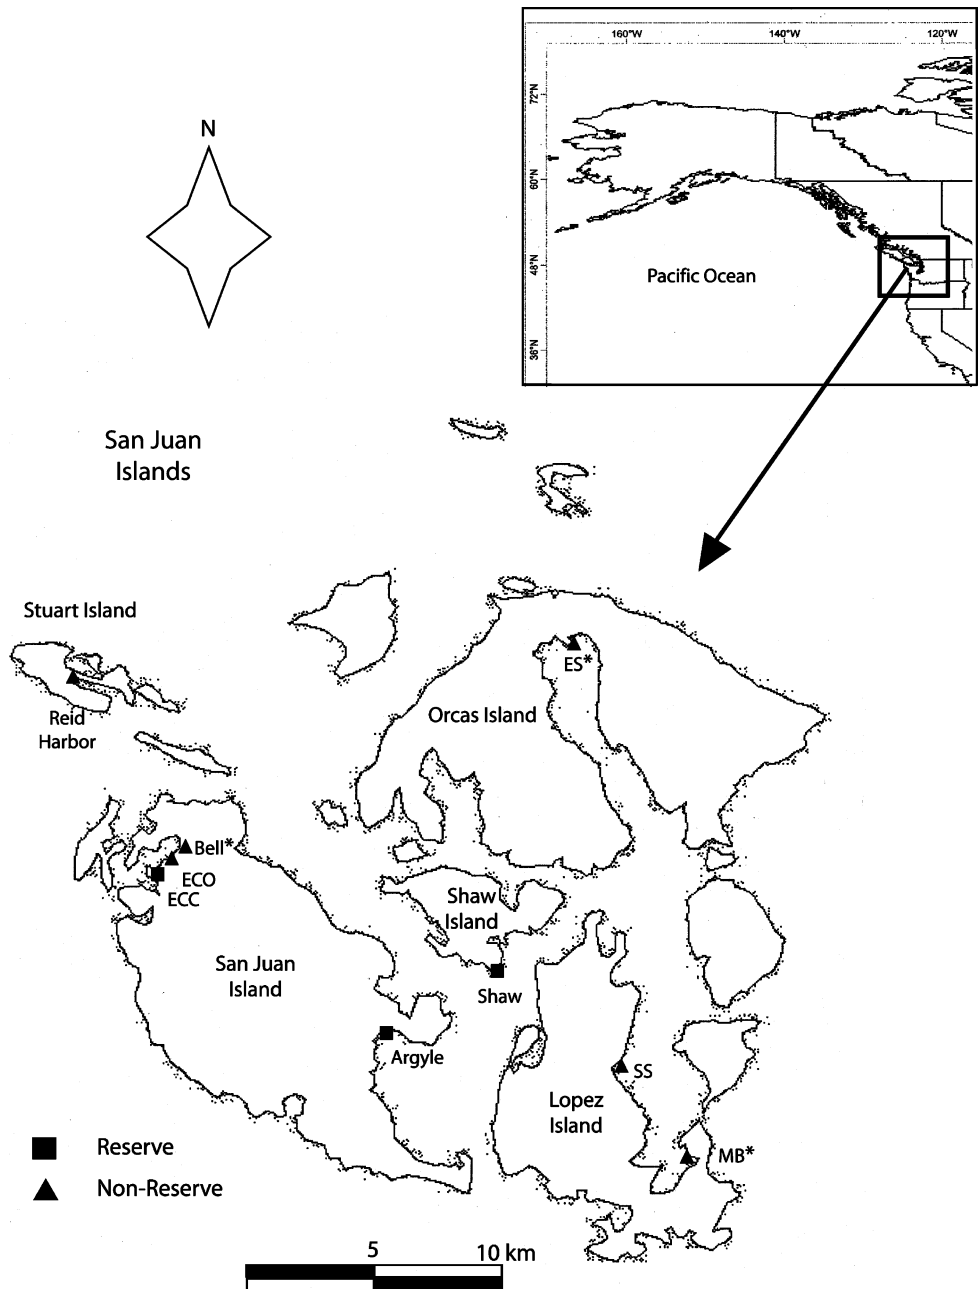 160°W
140°W
120°W
72°N
60°N
48°N
36°N
Pacific Ocean
N
San Juan
Islands
Stuart Island
Reid
Harbor
ES*
Orcas Island
Bell*
ECO
ECC
Shaw
Island
San Juan
Island
Shaw
Argyle
SS
Lopez
Island
MB*
Reserve
Non-Reserve
5
10 km